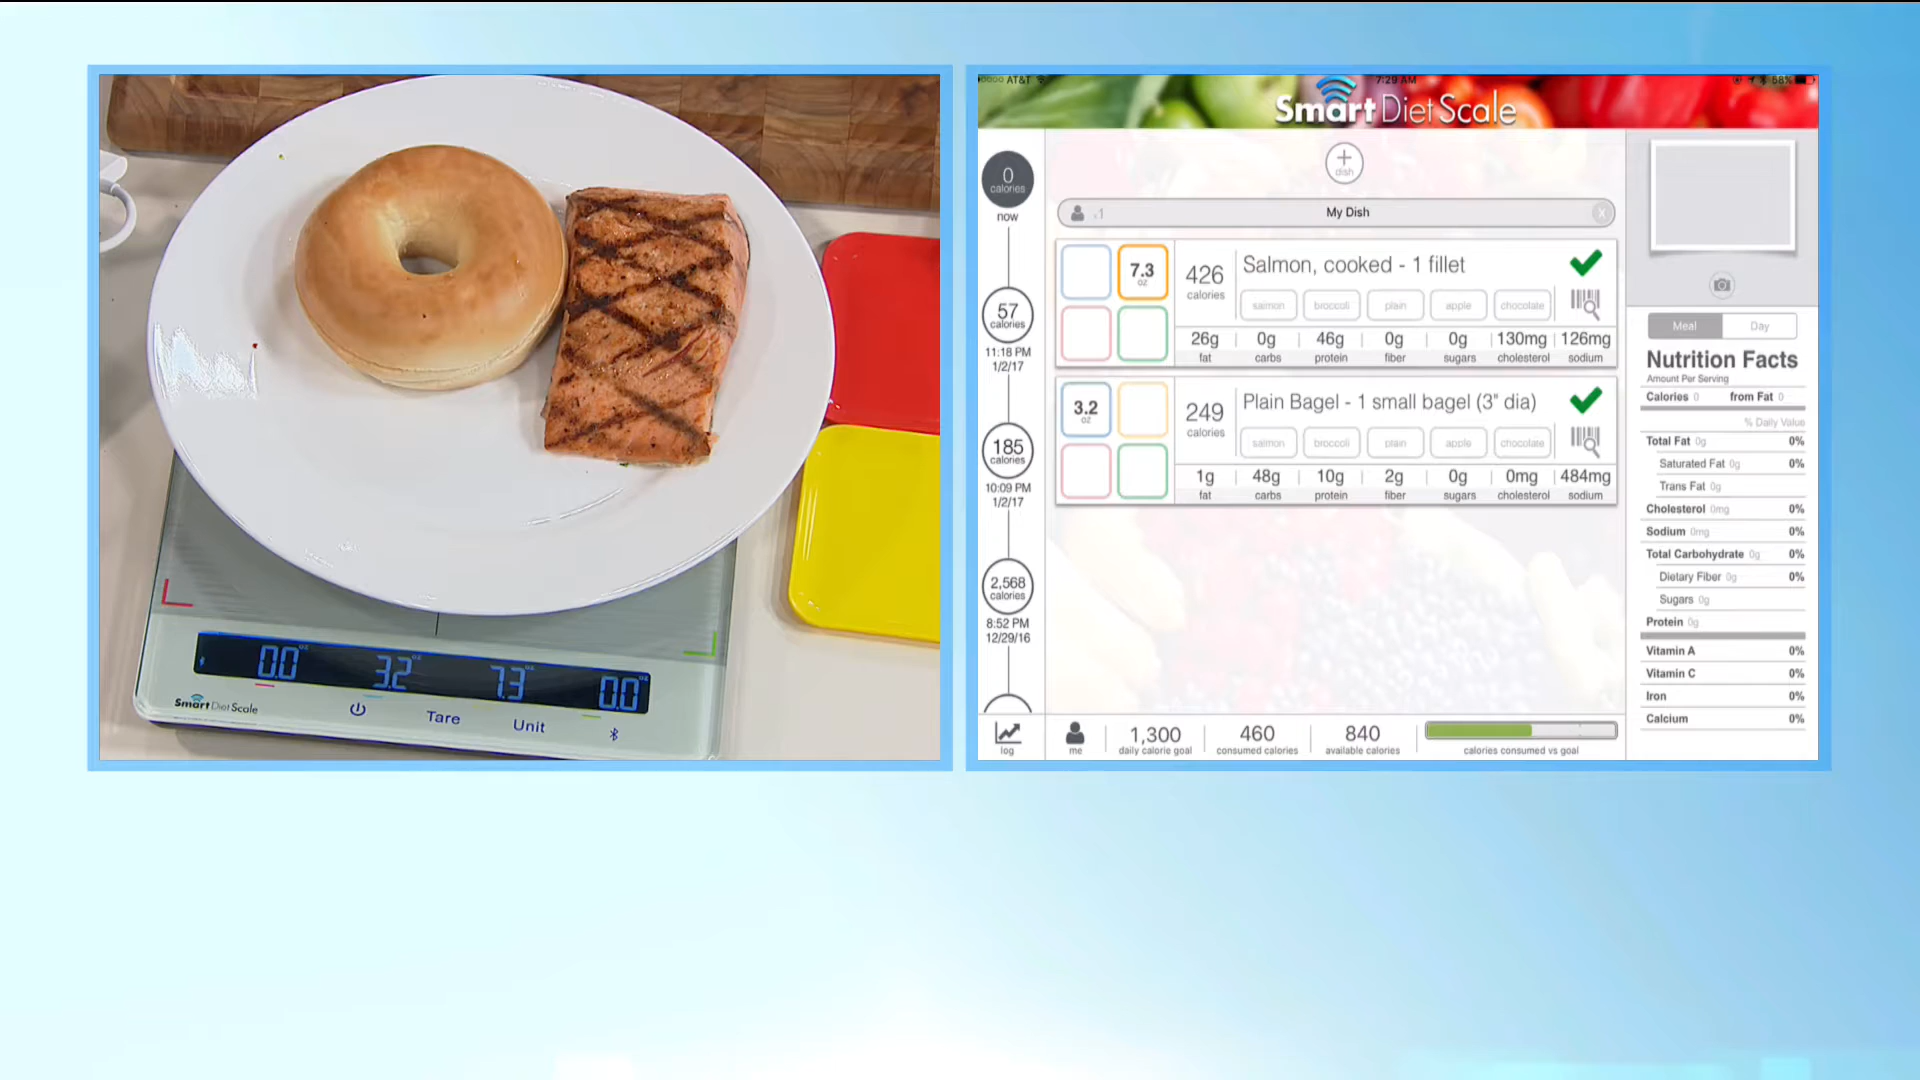 0.0 oz 3.2 oz 7.3 oz 0.0 oz
Smart Diet Scale
Tare
Unit
AT&T
7:29 AM
68%
Smart Diet Scale
0
calories
now
57
calories
11:18 PM
1/2/17
185
calories
10:09 PM
1/2/17
2,568
calories
8:52 PM
12/29/16
log
+
dish
x1
My Dish
X
7.3
oz
426
calories
Salmon, cooked - 1 fillet
salmon broccoli plain apple chocolate
26g 0g 46g 0g 0g 130mg 126mg
fat carbs protein fiber sugars cholesterol sodium
3.2
oz
249
calories
Plain Bagel - 1 small bagel (3" dia)
salmon broccoli plain apple chocolate
1g 48g 10g 2g 0g 0mg 484mg
fat carbs protein fiber sugars cholesterol sodium
me
1,300
daily calorie goal
460
consumed calories
840
available calories
calories consumed vs goal
Meal Day
Nutrition Facts
Amount Per Serving
Calories 0 from Fat 0
% Daily Value
Total Fat 0g 0%
Saturated Fat 0g 0%
Trans Fat 0g
Cholesterol 0mg 0%
Sodium 0mg 0%
Total Carbohydrate 0g 0%
Dietary Fiber 0g 0%
Sugars 0g
Protein 0g
Vitamin A 0%
Vitamin C 0%
Iron 0%
Calcium 0%